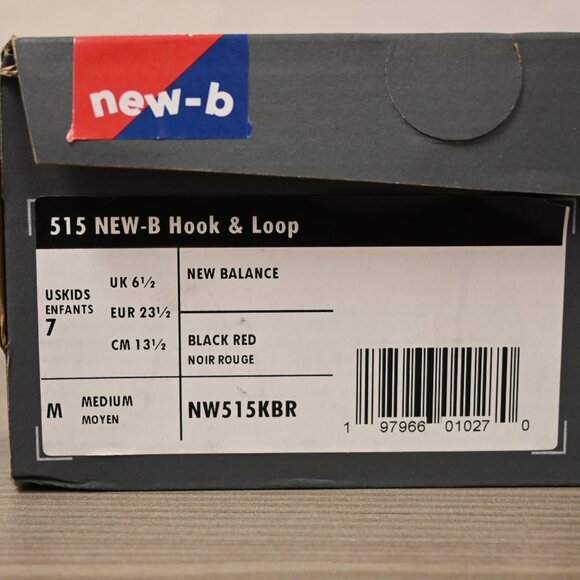 new-b
515 NEW-B Hook & Loop
USKIDS
ENFANTS
7
UK 6½
EUR 23½
CM 13½
NEW BALANCE
BLACK RED
NOIR ROUGE
M
MEDIUM
MOYEN
NW515KBR
1 97966 01027 0